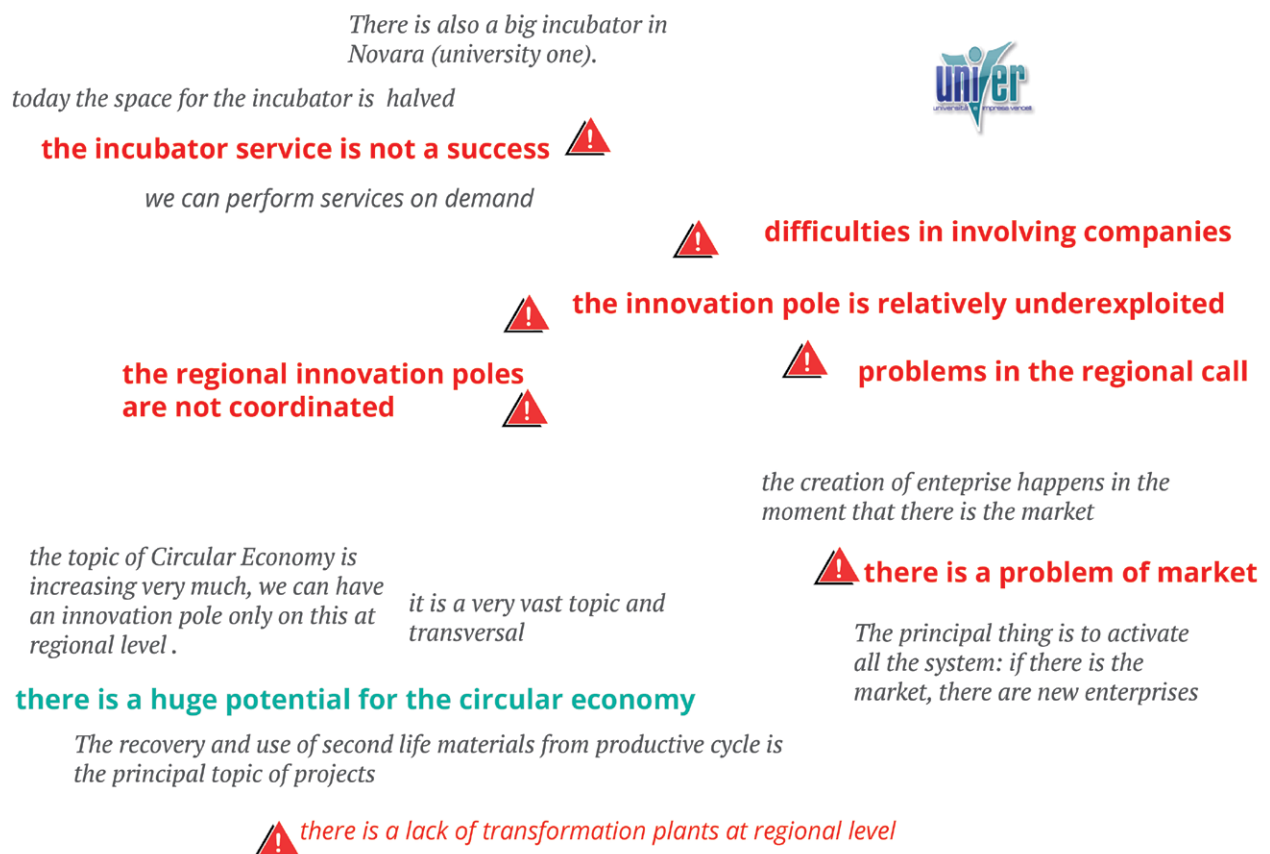 There is also a big incubator in
Novara (university one).
univer
università e impresa vercelli
today the space for the incubator is halved
the incubator service is not a success
we can perform services on demand
difficulties in involving companies
the innovation pole is relatively underexploited
the regional innovation poles
are not coordinated
problems in the regional call
the creation of enteprise happens in the
moment that there is the market
there is a problem of market
The principal thing is to activate
all the system: if there is the
market, there are new enterprises
the topic of Circular Economy is
increasing very much, we can have
an innovation pole only on this at
regional level .
it is a very vast topic and
transversal
there is a huge potential for the circular economy
The recovery and use of second life materials from productive cycle is
the principal topic of projects
there is a lack of transformation plants at regional level